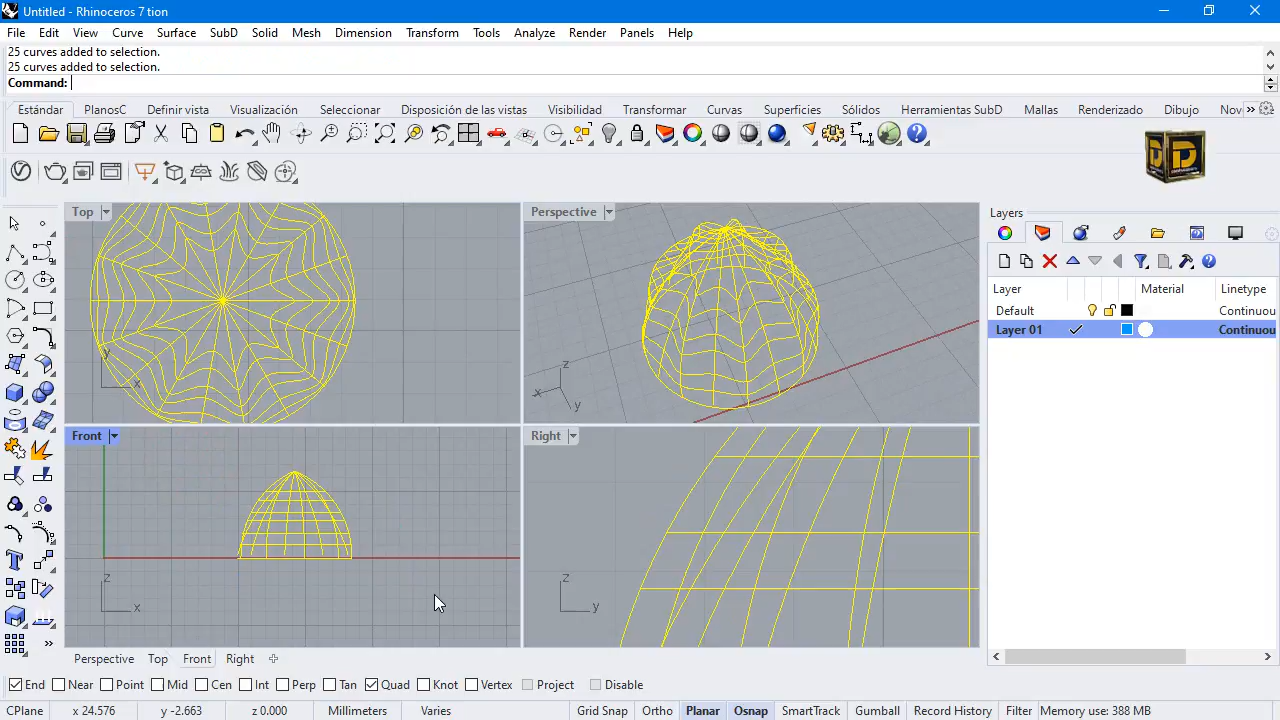 Untitled - Rhinoceros 7 tion
File Edit View Curve Surface SubD Solid Mesh Dimension Transform Tools Analyze Render Panels Help
25 curves added to selection.
25 curves added to selection.
Command:
Estándar PlanosC Definir vista Visualización Seleccionar Disposición de las vistas Visibilidad Transformar Curvas Superficies Sólidos Herramientas SubD Mallas Renderizado Dibujo Nov »
Top
y
x
Perspective
z
x
y
Front
z
x
Right
z
y
Layers
Layer Material Linetype
Default Continuou
Layer 01 Continuou
Perspective Top Front Right
End Near Point Mid Cen Int Perp Tan Quad Knot Vertex Project Disable
CPlane x 24.576 y -2.663 z 0.000 Millimeters Varies Grid Snap Ortho Planar Osnap SmartTrack Gumball Record History Filter Memory use: 388 MB